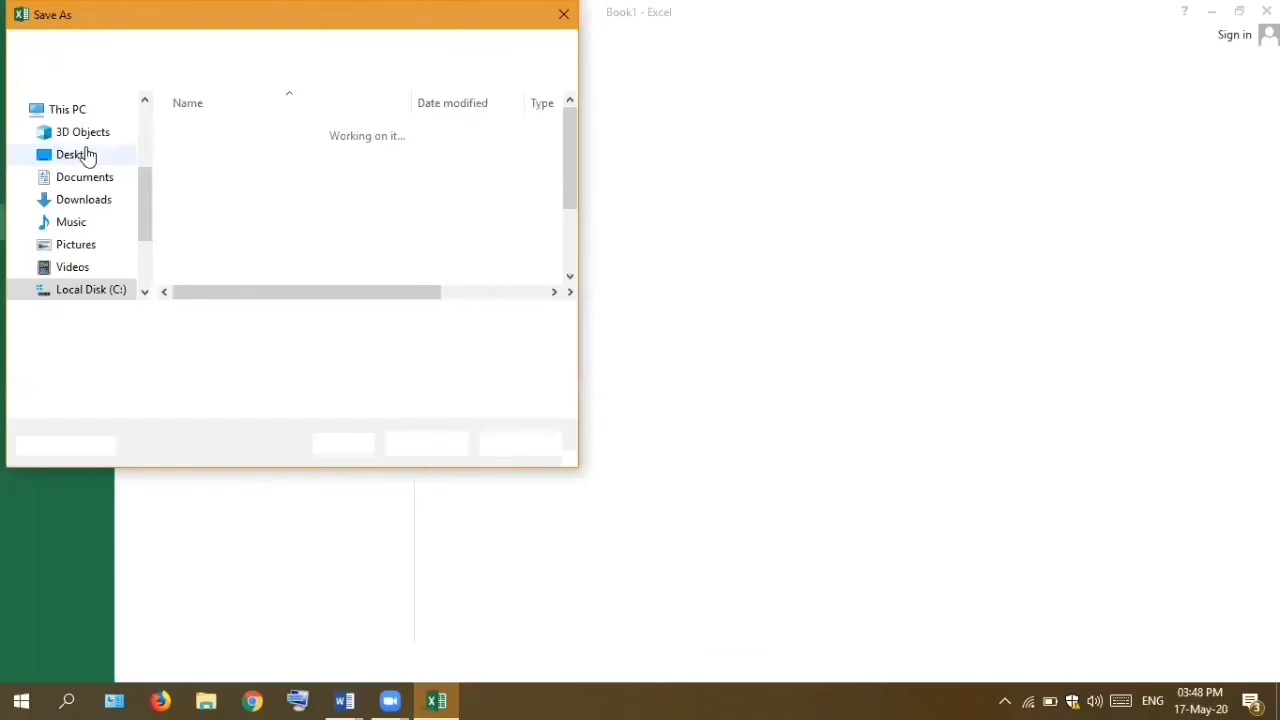 Save As
Book1 - Excel
?
Sign in
This PC
3D Objects
Documents
Downloads
Music
Pictures
Videos
Local Disk (C:)
Name
Date modified
Type
Working on it...
ENG
03:48 PM
17-May-20
3